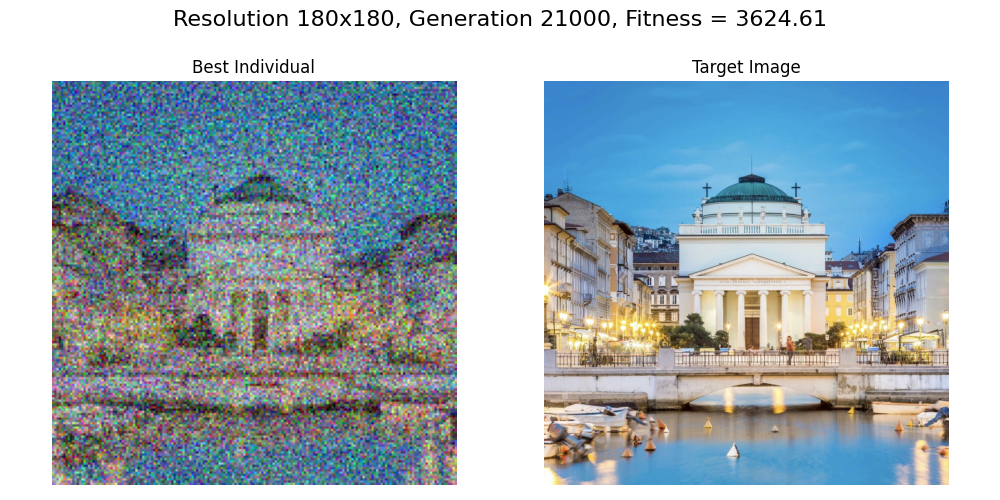 Resolution 180x180, Generation 21000, Fitness = 3624.61
Best Individual
Target Image